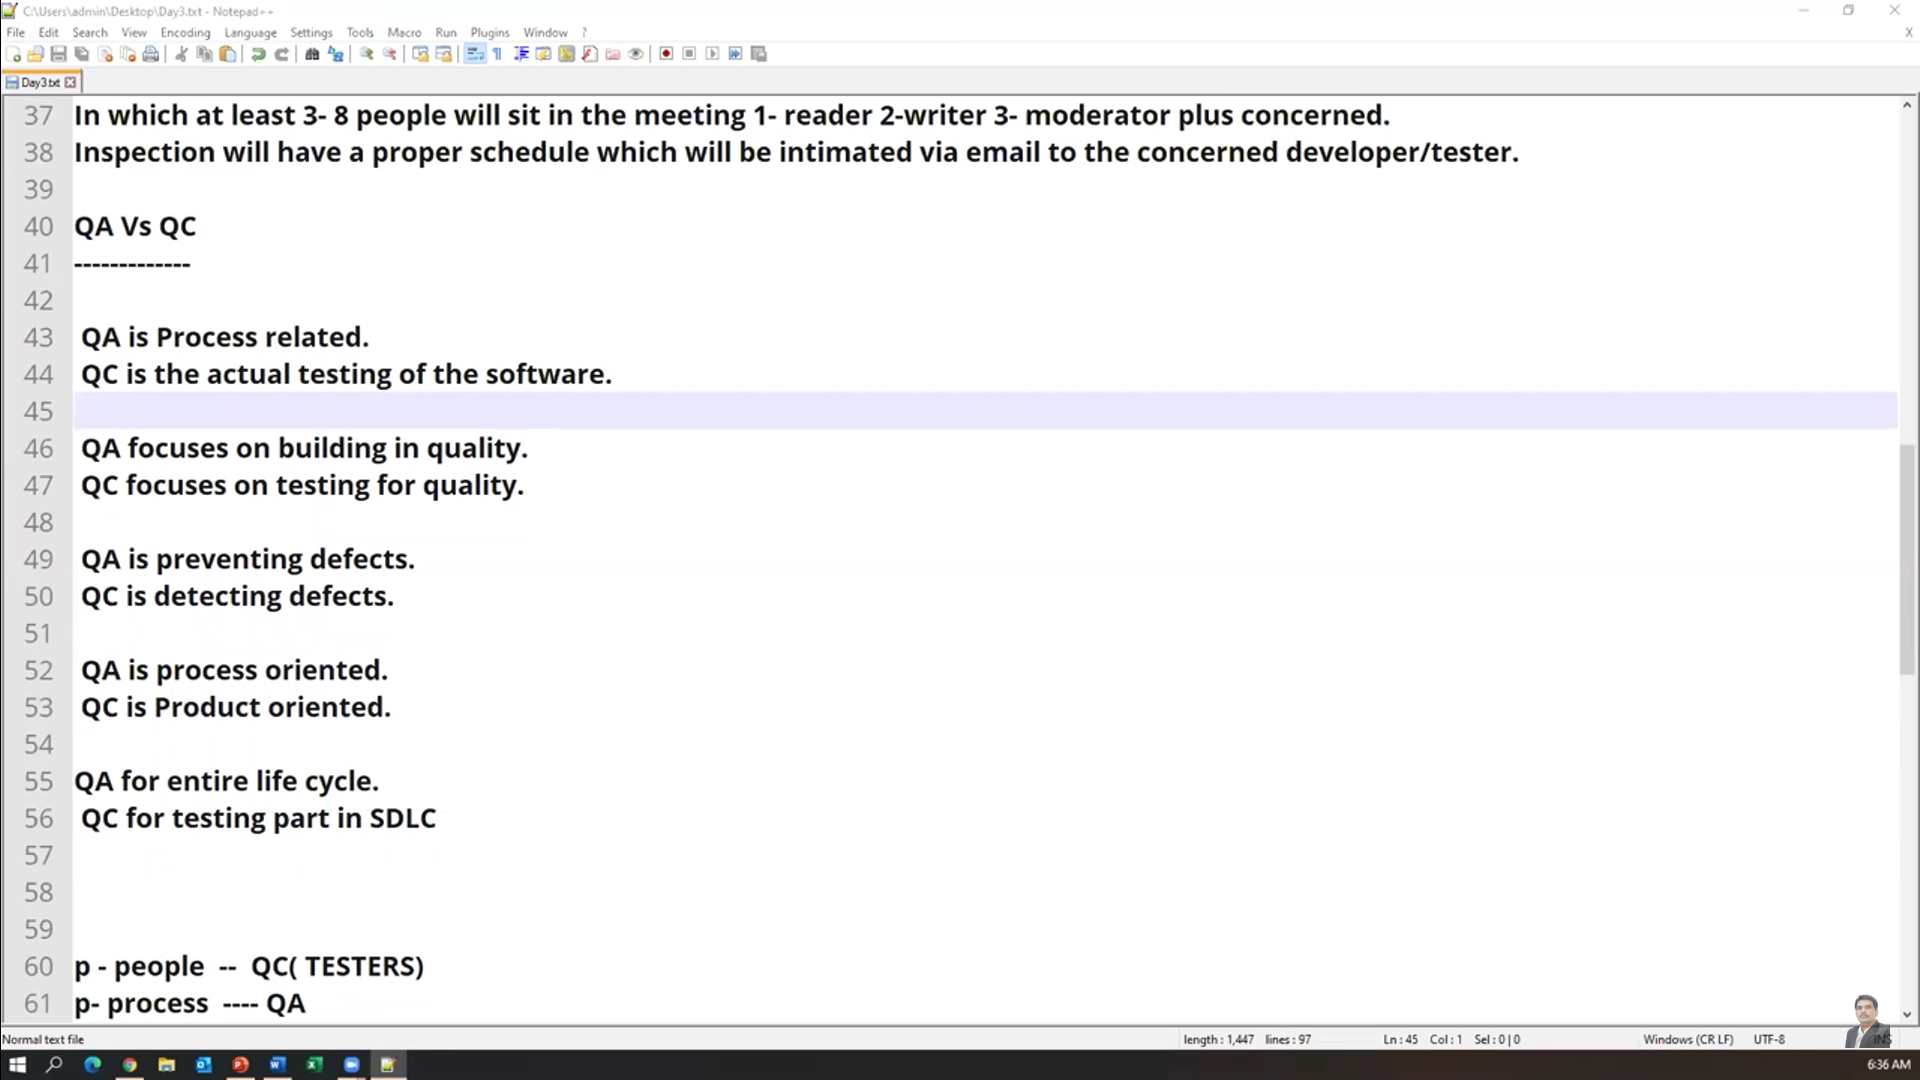 C:\Users\admin\Desktop\Day3.txt - Notepad++
File Edit Search View Encoding Language Settings Tools Macro Run Plugins Window ? X
Day3.txt
37 In which at least 3- 8 people will sit in the meeting 1- reader 2-writer 3- moderator plus concerned.
38 Inspection will have a proper schedule which will be intimated via email to the concerned developer/tester.
39
40 QA Vs QC
41 -------------
42
43 QA is Process related.
44 QC is the actual testing of the software.
45
46 QA focuses on building in quality.
47 QC focuses on testing for quality.
48
49 QA is preventing defects.
50 QC is detecting defects.
51
52 QA is process oriented.
53 QC is Product oriented.
54
55 QA for entire life cycle.
56 QC for testing part in SDLC
57
58
59
60 p - people -- QC( TESTERS)
61 p- process ---- QA
Normal text file length : 1,447 lines : 97 Ln : 45 Col : 1 Sel : 0 | 0 Windows (CR LF) UTF-8 INS
6:36 AM